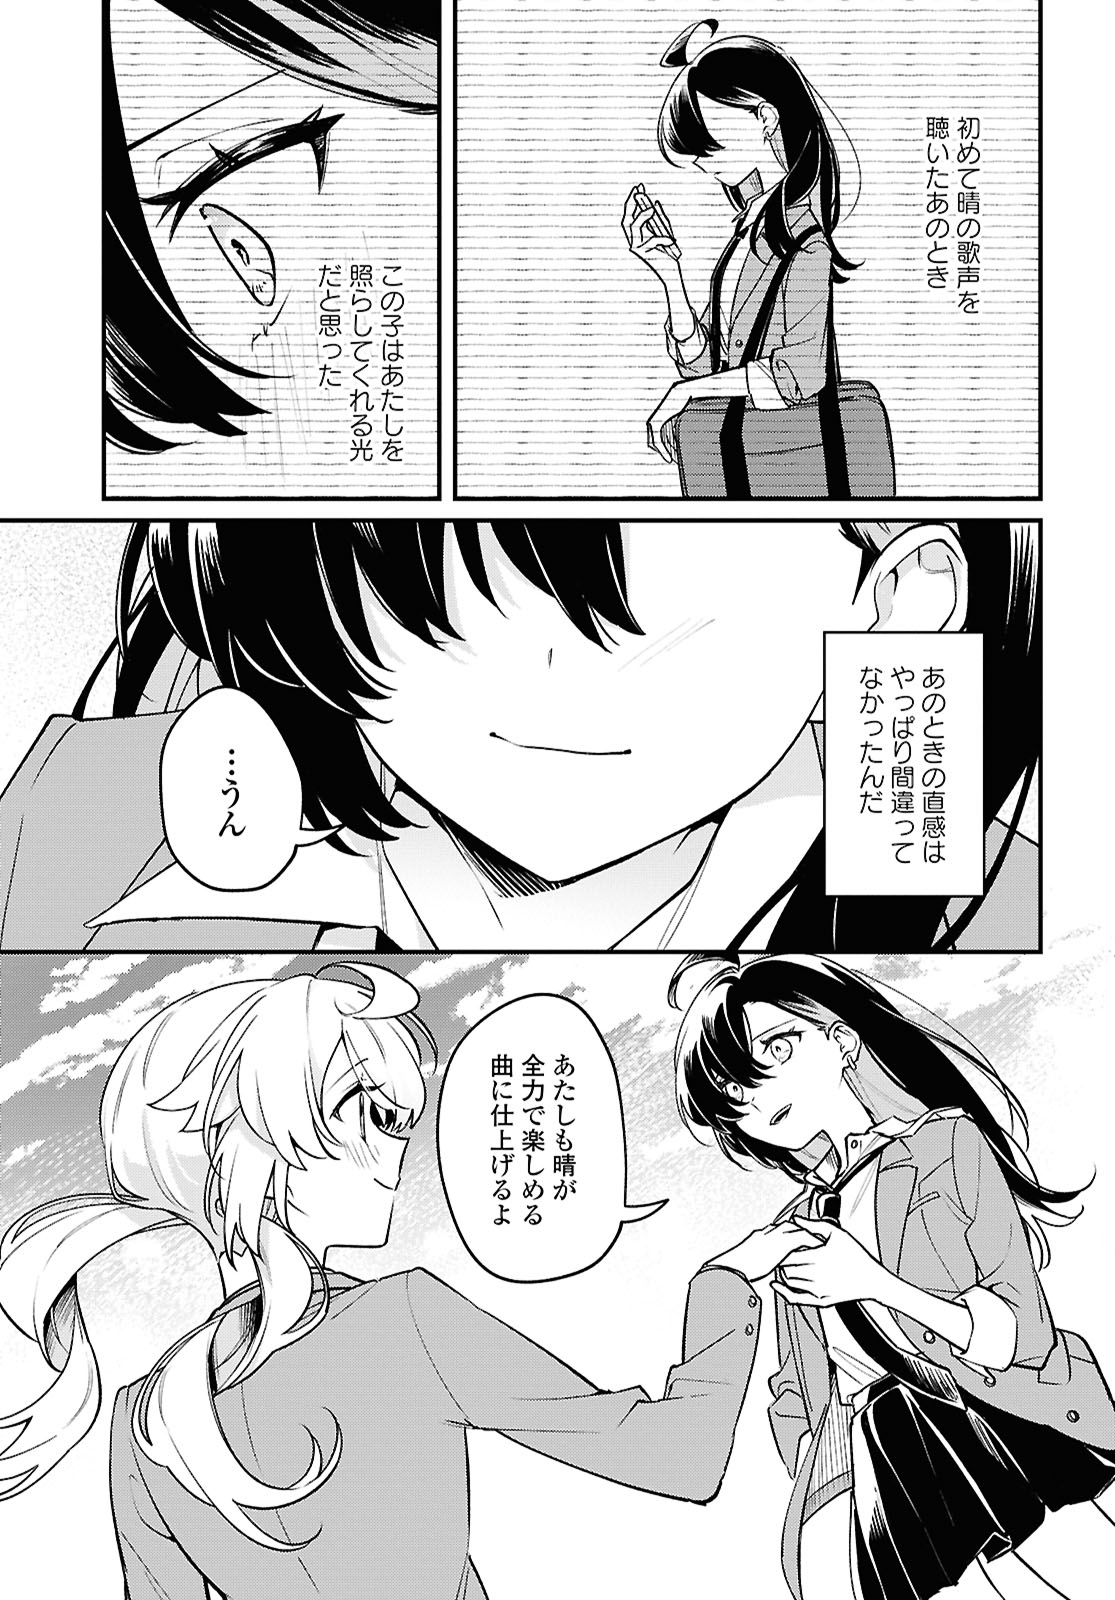 初めて晴の歌声を
聴いたあのとき
この子はあたしを
照らしてくれる光
だと思った
あのときの直感は
やっぱり間違って
なかったんだ
…うん
あたしも晴が
全力で楽しめる
曲に仕上げるよ